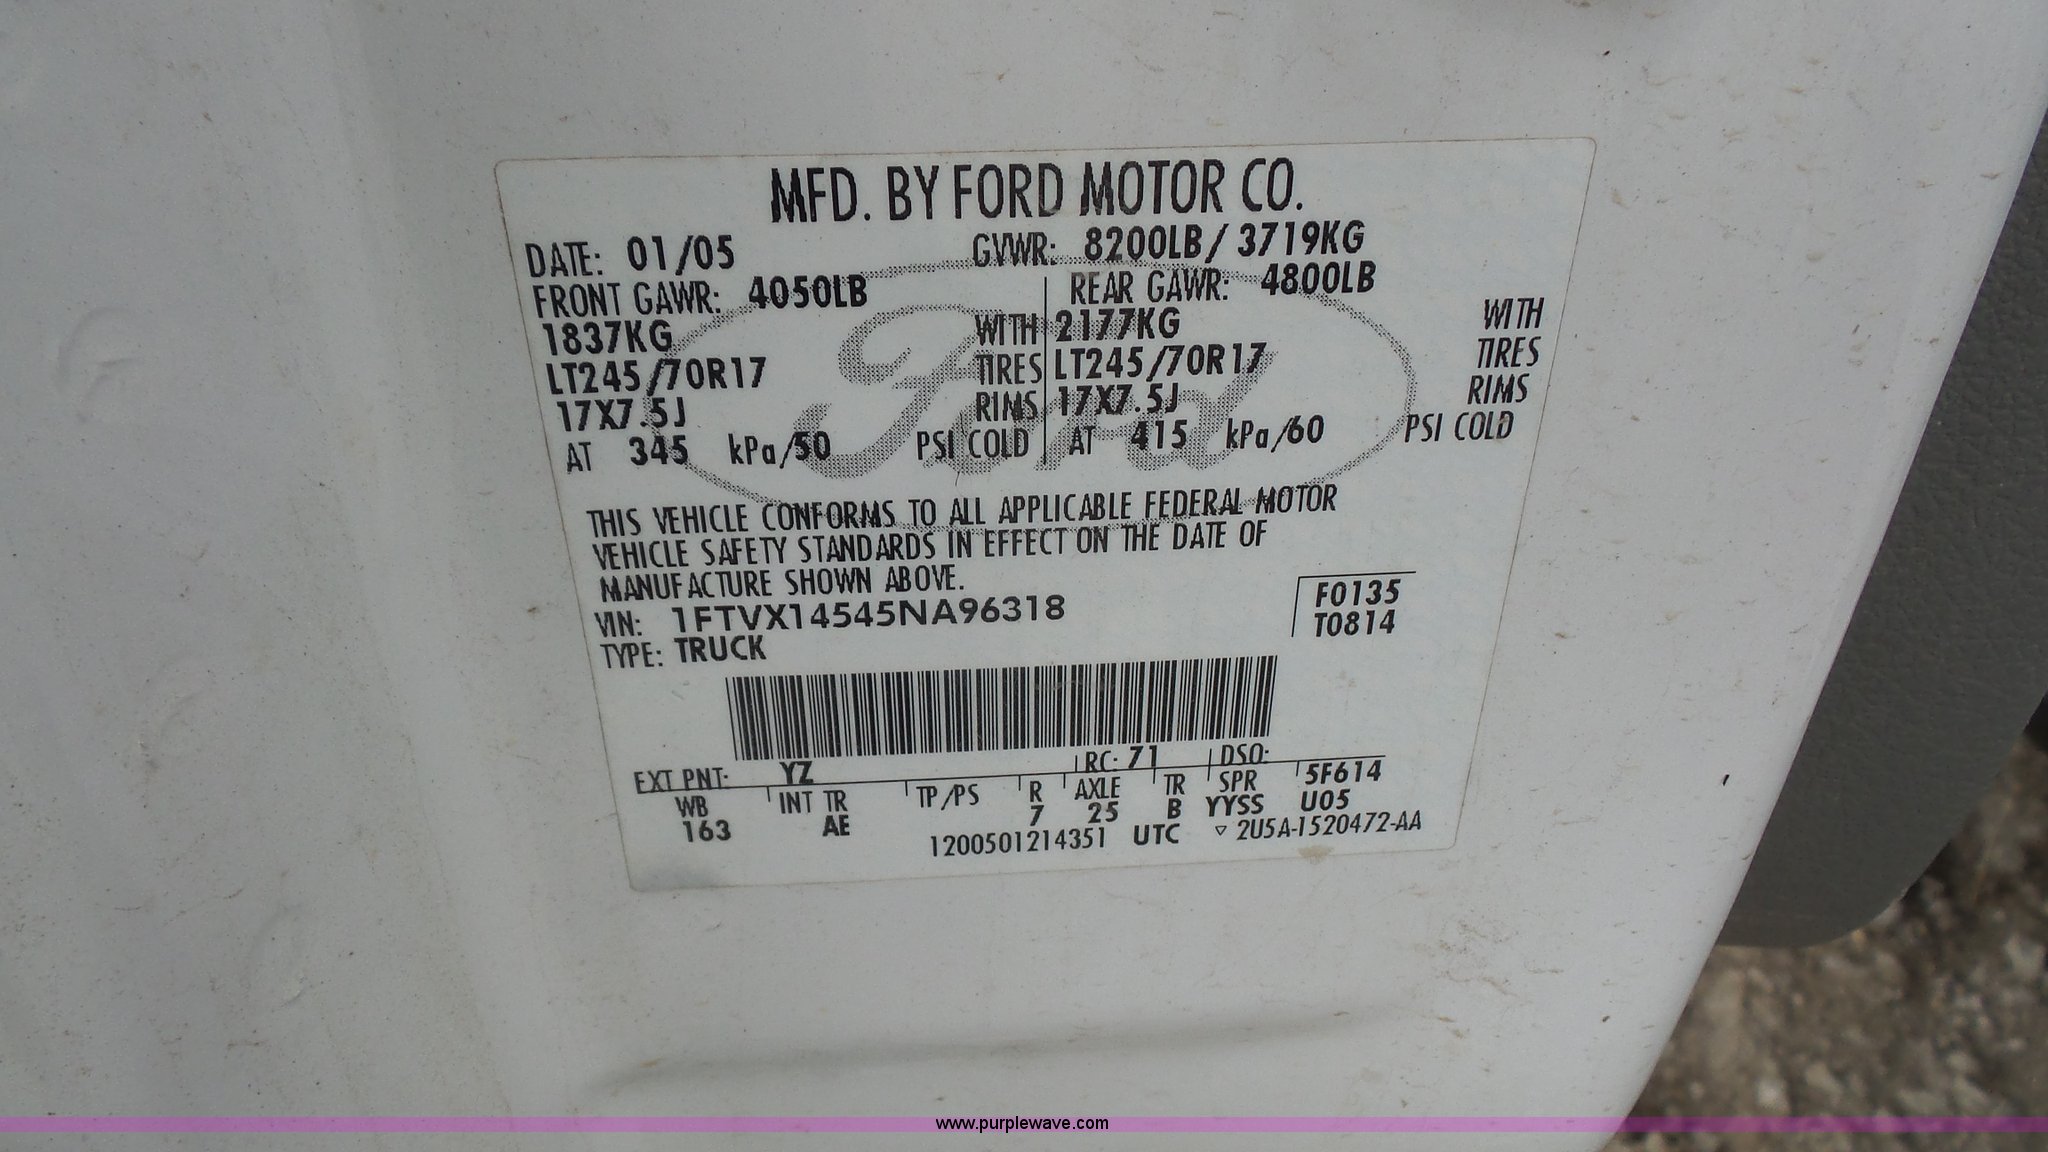 MFD. BY FORD MOTOR CO.
DATE: 01/05 GVWR: 8200LB/ 3719KG
FRONT GAWR: 4050LB REAR GAWR: 4800LB
1837KG WITH 2177KG WITH
LT245/70R17 TIRES LT245/70R17 TIRES
17X7.5J RIMS 17X7.5J RIMS
AT 345 kPa/50 PSI COLD AT 415 kPa/60 PSI COLD
Ford
THIS VEHICLE CONFORMS TO ALL APPLICABLE FEDERAL MOTOR
VEHICLE SAFETY STANDARDS IN EFFECT ON THE DATE OF
MANUFACTURE SHOWN ABOVE.
VIN: 1FTVX14545NA96318 F0135
TYPE: TRUCK T0814
EXT PNT: YZ RC: 71 DSO:
WB INT TR TP/PS R AXLE TR SPR 5F614
163 AE 7 25 B YYSS U05
1200501214351 UTC ▽ 2U5A-1520472-AA
www.purplewave.com